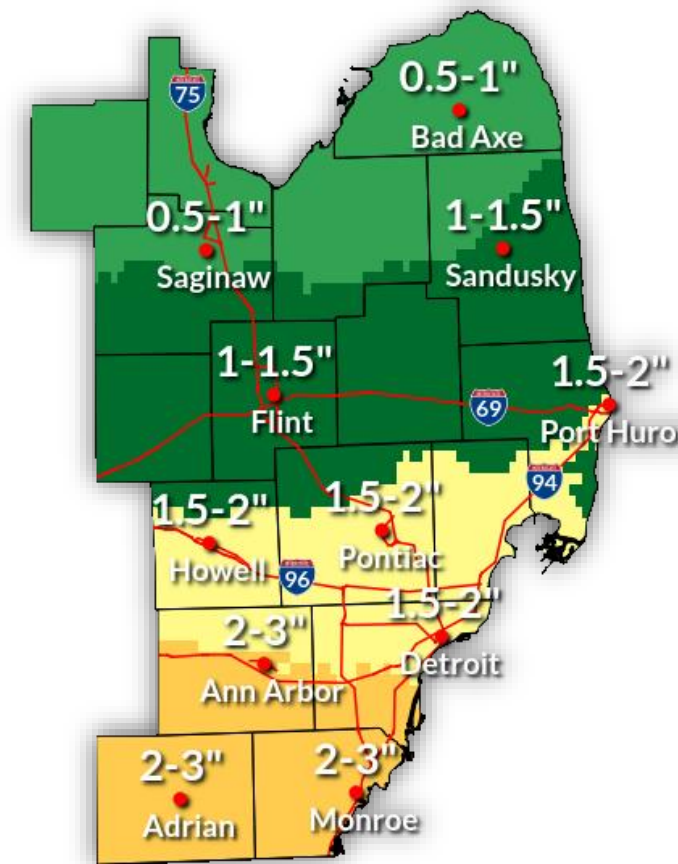 75
0.5-1"
Bad Axe
0.5-1"
Saginaw
1-1.5"
Sandusky
1-1.5"
Flint
69
1.5-2"
Port Huro
94
1.5-2"
Howell
1.5-2"
Pontiac
96
2-3"
Ann Arbor
1.5-2"
Detroit
2-3"
Adrian
2-3"
Monroe